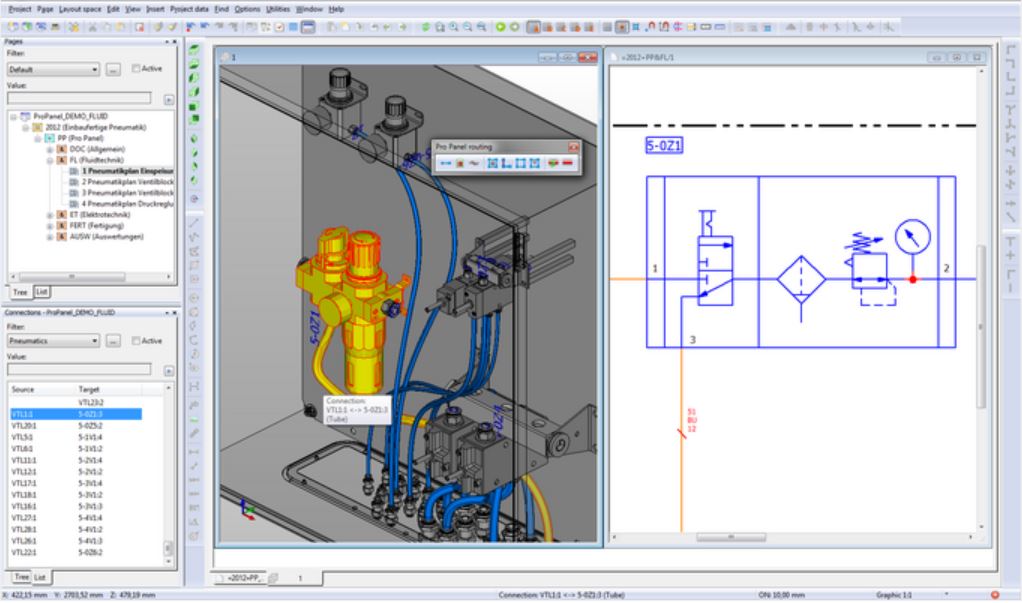 Project Page Layout space Edit View Insert Project data Find Options Utilities Window Help
Pages
Filter:
Default
...
Active
Value:
ProPanel_DEMO_FLUID
2012 (Einbaufertige Pneumatik)
PP (Pro Panel)
DOC (Allgemein)
FL (Fluidtechnik)
1 Pneumatikplan Einspeisur
2 Pneumatikplan Ventilblock
3 Pneumatikplan Ventilblock
4 Pneumatikplan Druckreglu
ET (Elektrotechnik)
FERT (Fertigung)
AUSW (Auswertungen)
Tree List
Connections - ProPanel_DEMO_FLUID
Filter:
Pneumatics
...
Active
Value:
Source Target
VTL23:2
VTL1:1 5-0Z1:3
VTL20:1 5-0Z5:2
VTL5:1 5-1V1:4
VTL6:1 5-1V1:2
VTL11:1 5-2V1:4
VTL12:1 5-2V1:2
VTL17:1 5-3V1:4
VTL18:1 5-3V1:2
VTL16:1 5-3V1:3
VTL27:1 5-4V1:4
VTL28:1 5-4V1:2
VTL26:1 5-4V1:3
VTL22:1 5-0Z6:2
Tree List
1
Pro Panel routing
5-0Z1
Connection:
VTL1:1 <-> 5-0Z1:3
(Tube)
=2012+PP&FL/1
5-0Z1
1
2
3
51
BU
12
=2012+PP...
1
X: 422,15 mm Y: 2703,52 mm Z: 479,19 mm
Connection: VTL1:1 <-> 5-0Z1:3 (Tube)
ON: 10,00 mm
Graphic 1:1